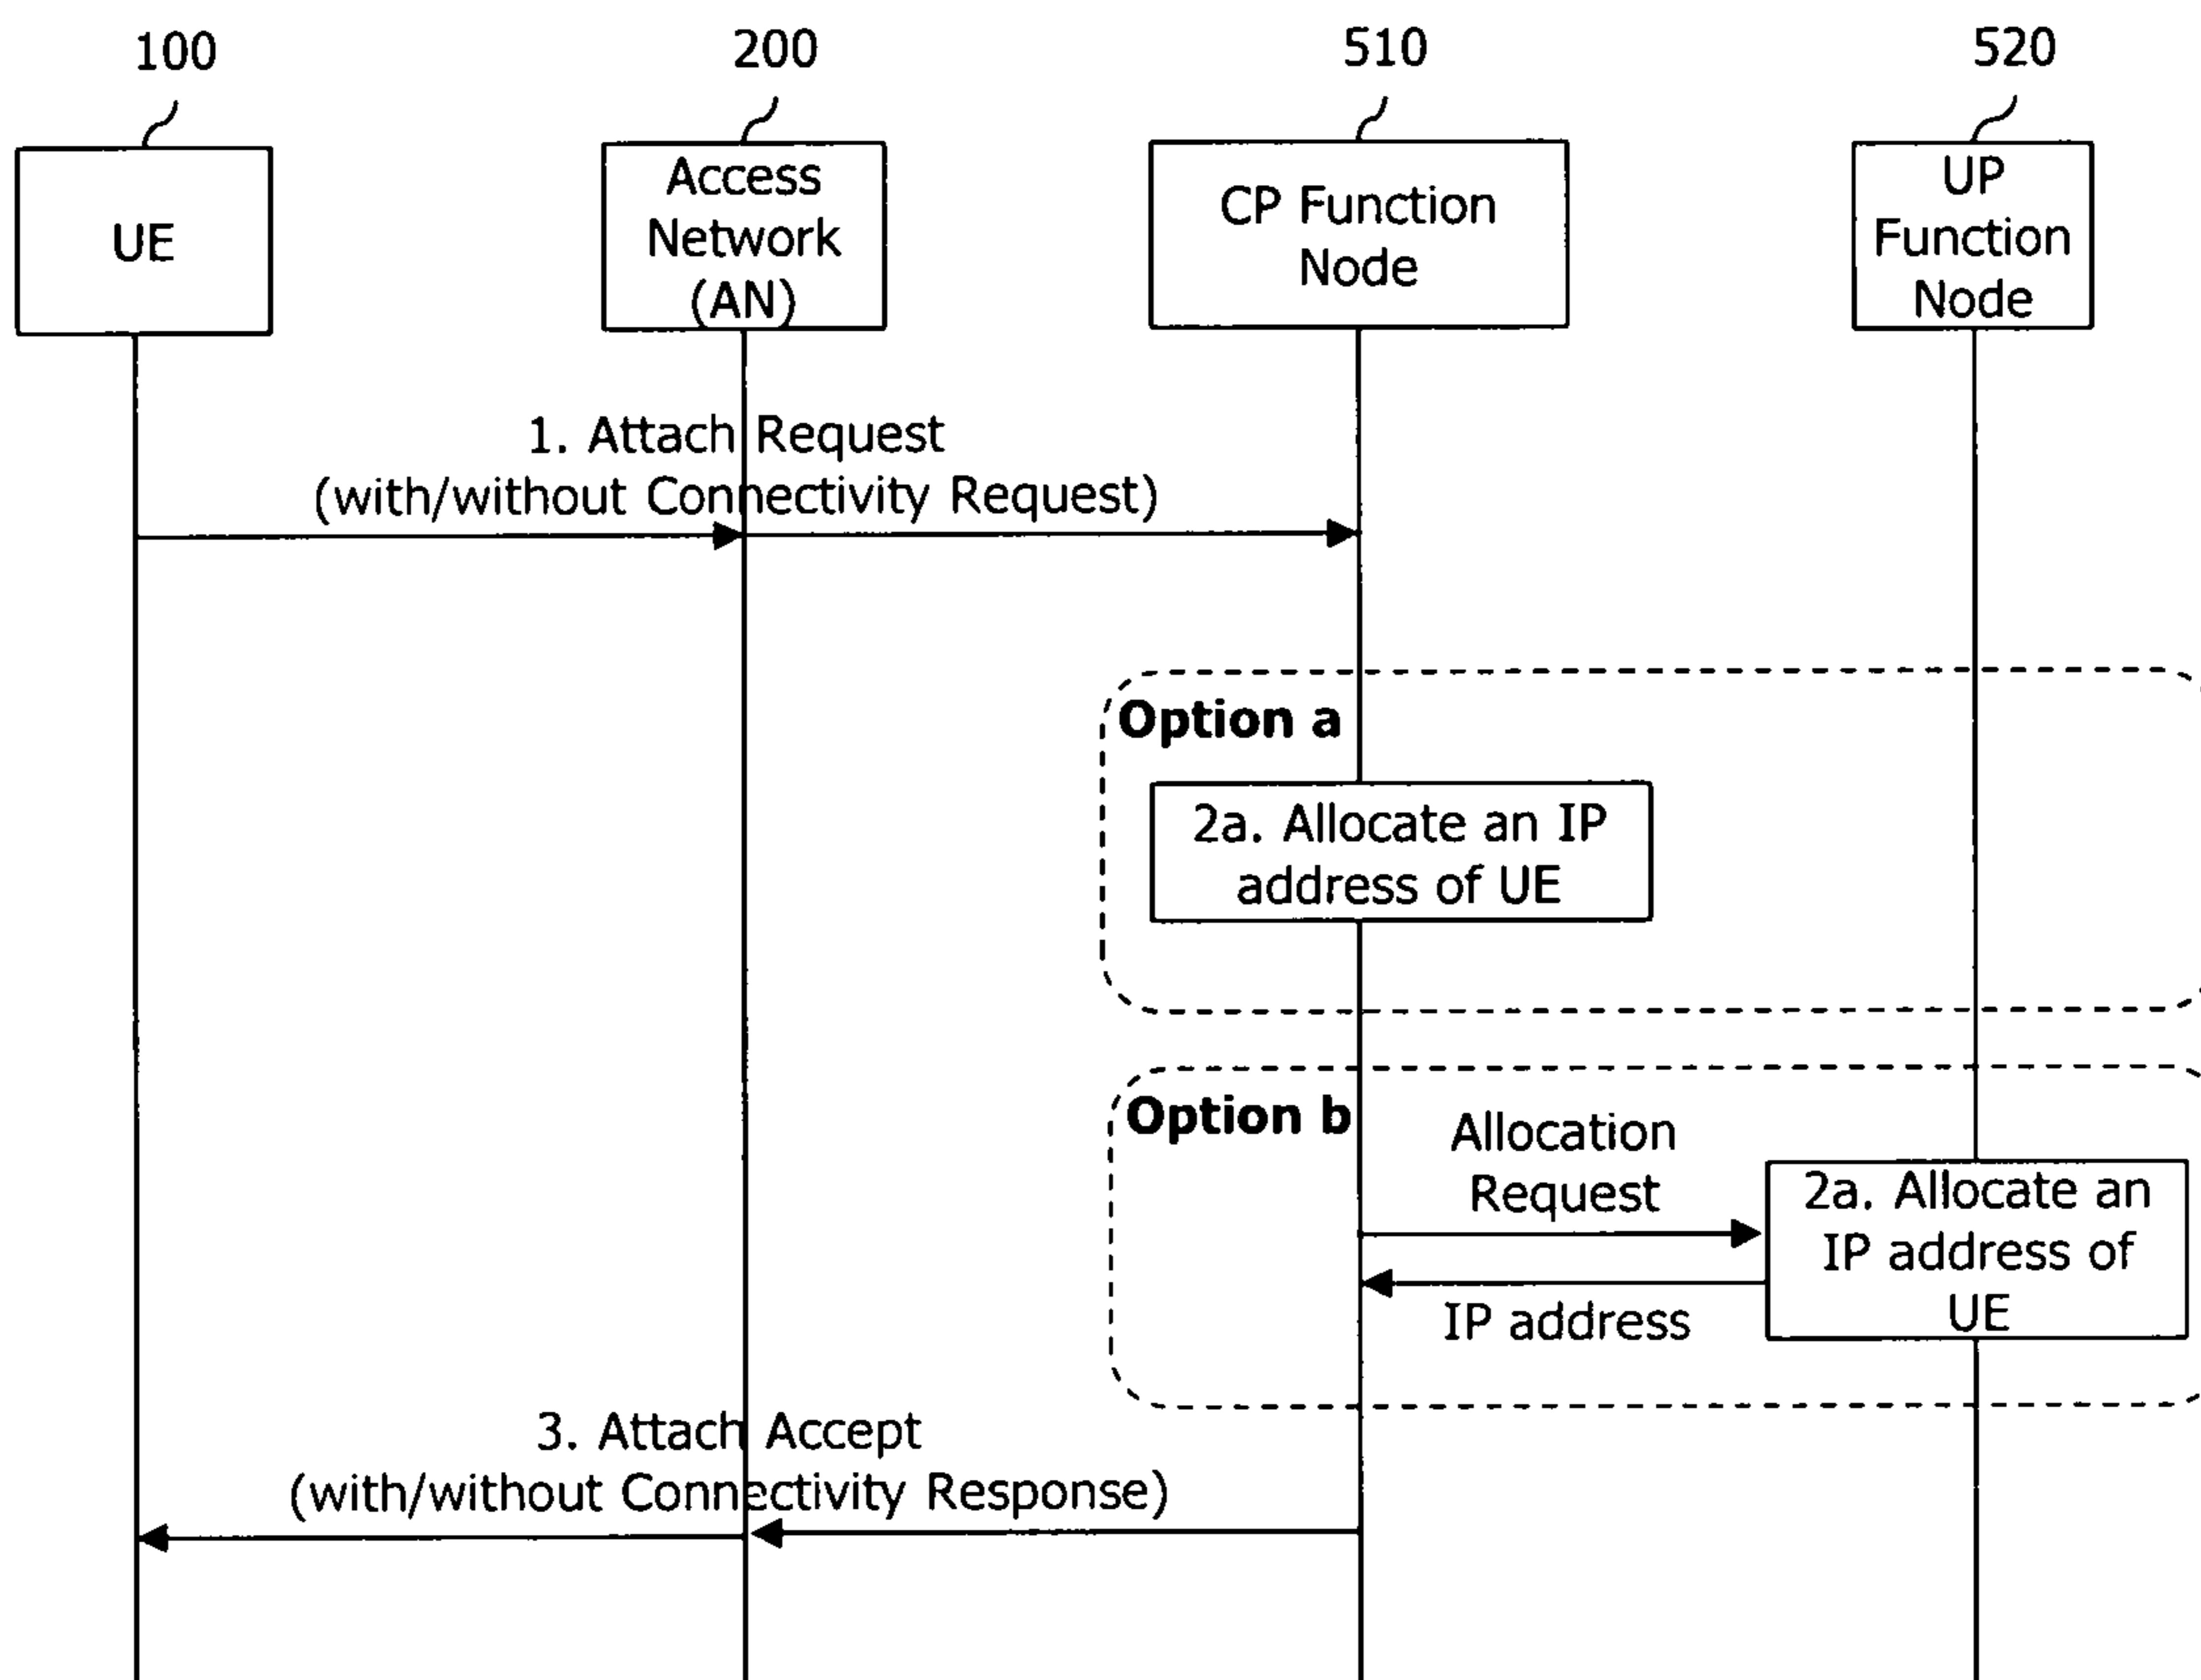 100
200
510
520
UE
Access
Network
(AN)
CP Function
Node
UP
Function
Node
1. Attach Request
(with/without Connectivity Request)
Option a
2a. Allocate an IP
address of UE
Option b
Allocation
Request
2a. Allocate an
IP address of
UE
IP address
3. Attach Accept
(with/without Connectivity Response)